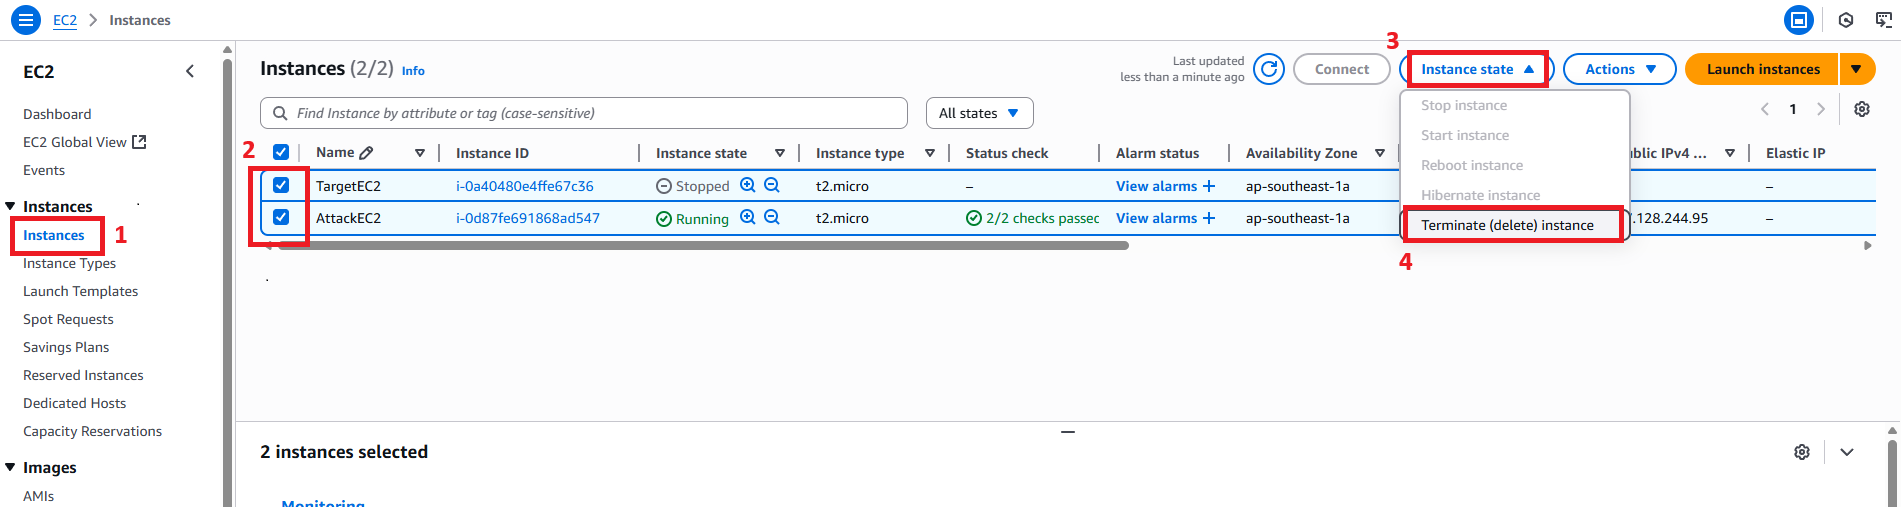 EC2 > Instances
EC2
Dashboard
EC2 Global View
Events
Instances
Instances
1
Instance Types
Launch Templates
Spot Requests
Savings Plans
Reserved Instances
Dedicated Hosts
Capacity Reservations
Images
AMIs
Instances (2/2) Info
Last updated
less than a minute ago
Connect
3
Instance state
Actions
Launch instances
Find Instance by attribute or tag (case-sensitive)
All states
1
Stop instance
Start instance
Reboot instance
Hibernate instance
Terminate (delete) instance
4
2
Name Instance ID Instance state Instance type Status check Alarm status Availability Zone Elastic IP
TargetEC2 i-0a40480e4ffe67c36 Stopped t2.micro – View alarms + ap-southeast-1a –
AttackEC2 i-0d87fe691868ad547 Running t2.micro 2/2 checks passec View alarms + ap-southeast-1a .128.244.95 –
2 instances selected
Monitoring